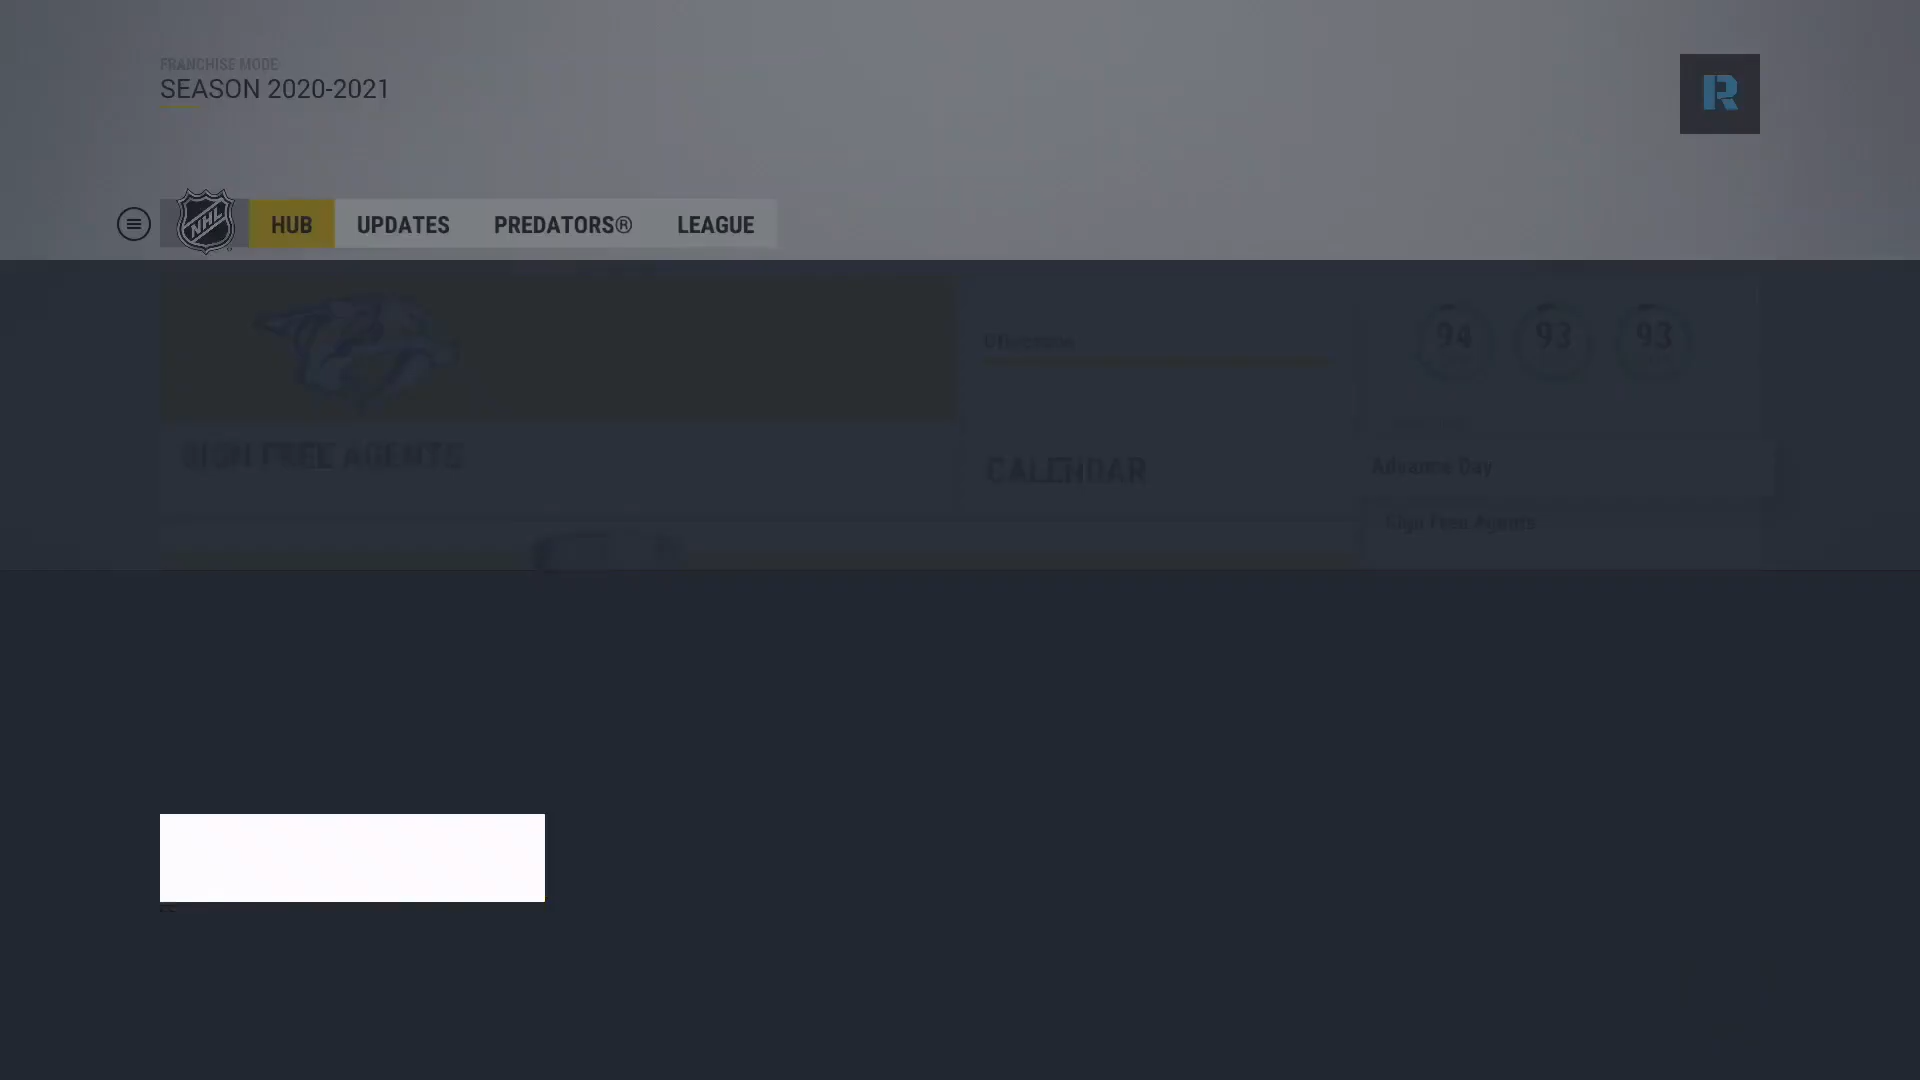 FRANCHISE MODE
SEASON 2020-2021
R
NHL
HUB UPDATES PREDATORS® LEAGUE
94 93 93
SIGN FREE AGENTS
CALENDAR
Advance Day
Sign Free Agents